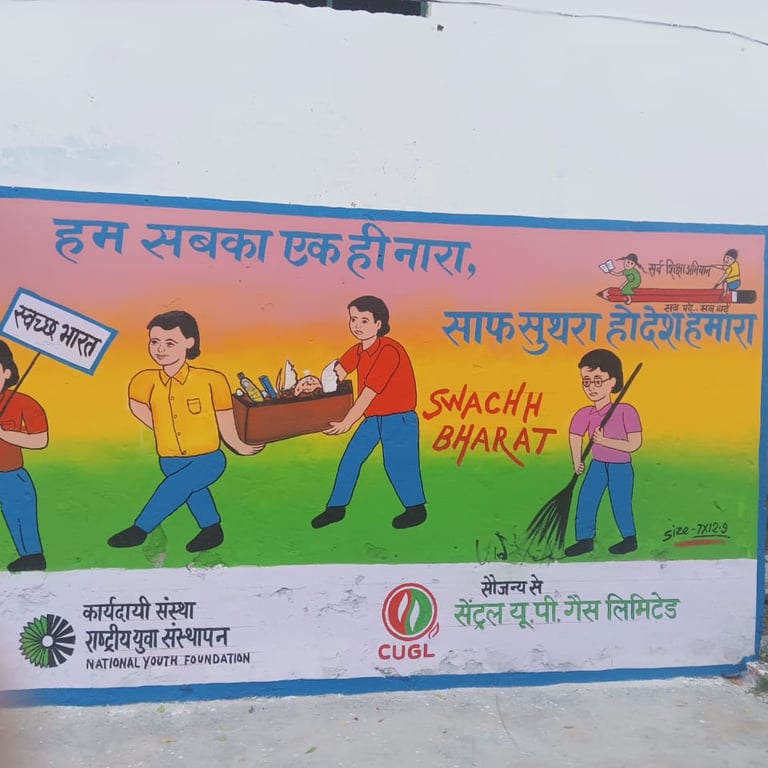 हम सबका एक ही नारा,
साफ सुथरा हो देश हमारा
सर्व शिक्षा अभियान
सब पढ़ें.. सब बढ़ें
स्वच्छ भारत
SWACHH
BHARAT
size-7X12.9
कार्यदायी संस्था
राष्ट्रीय युवा संस्थापन
NATIONAL YOUTH FOUNDATION
CUGL
सौजन्य से
सेंट्रल यू.पी. गैस लिमिटेड